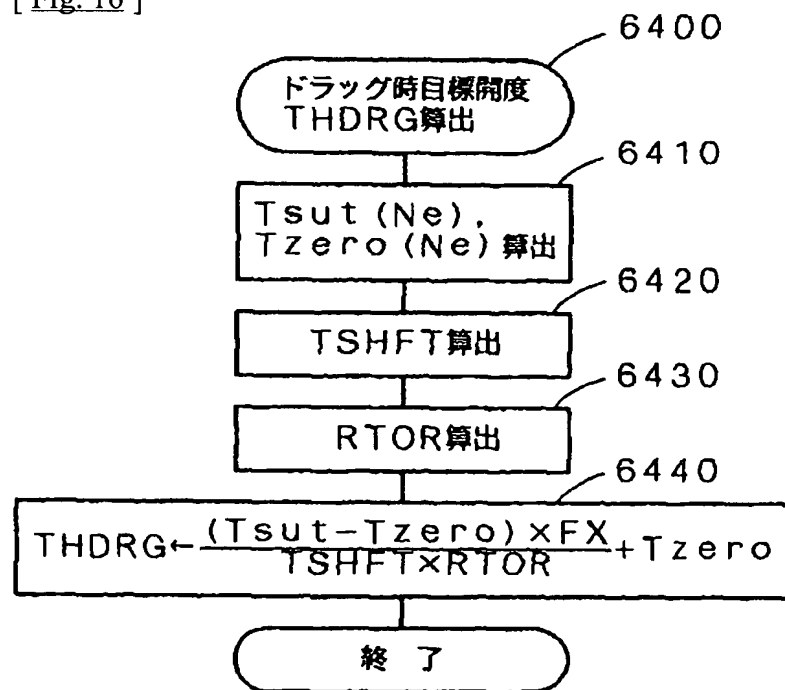 [ Fig. 16 ]
6400
ドラッグ時目標開度
THDRG算出
6410
Tsut(Ne),
Tzero(Ne)算出
6420
TSHFT算出
6430
RTOR算出
6440
THDRG←(Tsut-Tzero)×FX/TSHFT×RTOR+Tzero
終了